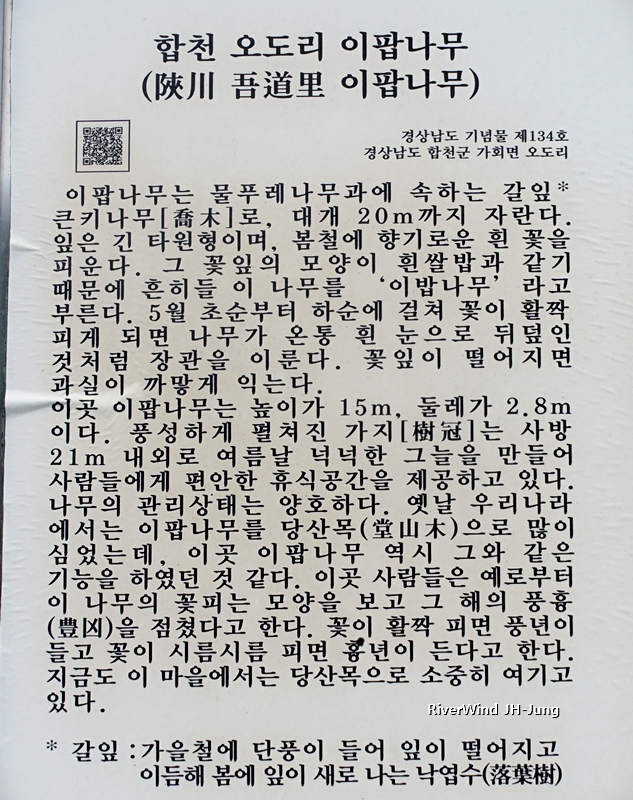 합천 오도리 이팝나무
(陜川 吾道里 이팝나무)
경상남도 기념물 제134호
경상남도 합천군 가회면 오도리
이팝나무는 물푸레나무과에 속하는 갈잎*
큰키나무[喬木]로, 대개 20m까지 자란다.
잎은 긴 타원형이며, 봄철에 향기로운 흰 꽃을
피운다. 그 꽃잎의 모양이 흰쌀밥과 같기
때문에 흔히들 이 나무를 ‘이밥나무’ 라고
부른다. 5월 초순부터 하순에 걸쳐 꽃이 활짝
피게 되면 나무가 온통 흰 눈으로 뒤덮인
것처럼 장관을 이룬다. 꽃잎이 떨어지면
과실이 까맣게 익는다.
이곳 이팝나무는 높이가 15m, 둘레가 2.8m
이다. 풍성하게 펼쳐진 가지[樹冠]는 사방
21m 내외로 여름날 넉넉한 그늘을 만들어
사람들에게 편안한 휴식공간을 제공하고 있다.
나무의 관리상태는 양호하다. 옛날 우리나라
에서는 이팝나무를 당산목(堂山木)으로 많이
심었는데, 이곳 이팝나무 역시 그와 같은
기능을 하였던 것 같다. 이곳 사람들은 예로부터
이 나무의 꽃피는 모양을 보고 그 해의 풍흉
(豊凶)을 점쳤다고 한다. 꽃이 활짝 피면 풍년이
들고 꽃이 시름시름 피면 흉년이 든다고 한다.
지금도 이 마을에서는 당산목으로 소중히 여기고
있다.
RiverWind JH-Jung
* 갈잎 : 가을철에 단풍이 들어 잎이 떨어지고
이듬해 봄에 잎이 새로 나는 낙엽수(落葉樹)